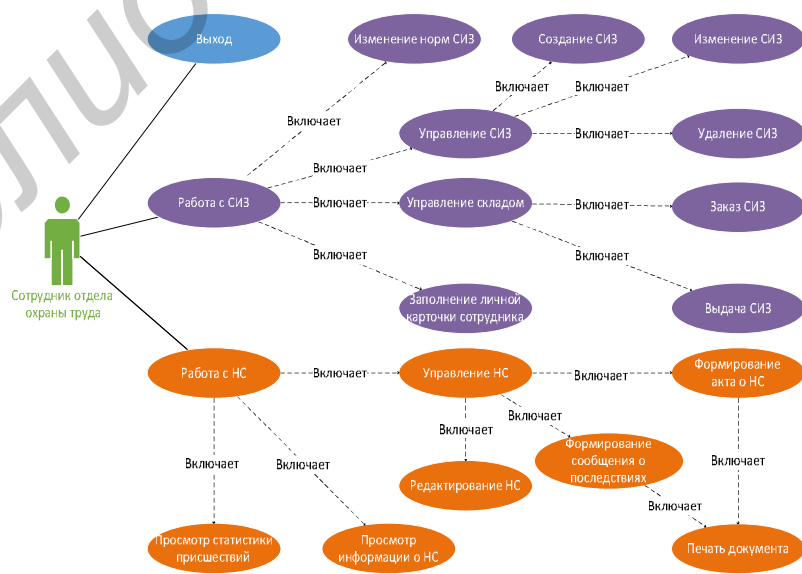 Выход
Изменение норм СИЗ
Создание СИЗ
Изменение СИЗ
Включает
Включает
Включает
Управление СИЗ
Включает
Удаление СИЗ
Включает
Работа с СИЗ
Включает
Управление складом
Включает
Заказ СИЗ
Включает
Включает
Сотрудник отдела
охраны труда
Заполнение личной
карточки сотрудника
Выдача СИЗ
Работа с НС
Включает
Управление НС
Включает
Формирование
акта о НС
Включает
Включает
Формирование
сообщения о
последствиях
Включает
Включает
Включает
Редактирование НС
Включает
Просмотр статистики
присшествий
Просмотр
информации о НС
Печать документа